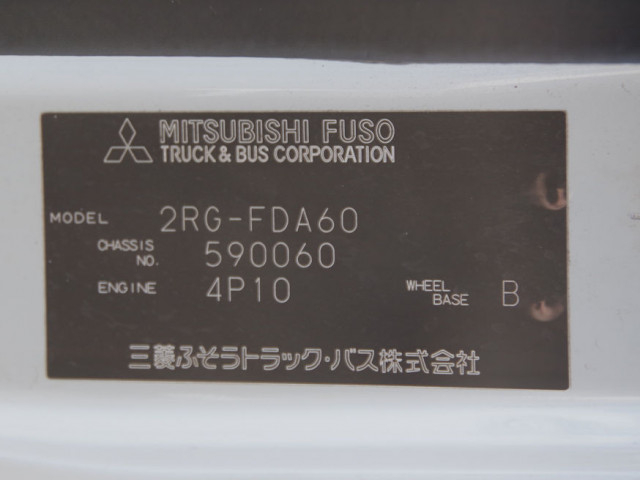 MITSUBISHI FUSO
TRUCK & BUS CORPORATION
MODEL 2RG-FDA60
CHASSIS NO. 590060
ENGINE 4P10 WHEEL BASE B
三菱ふそうトラック・バス株式会社